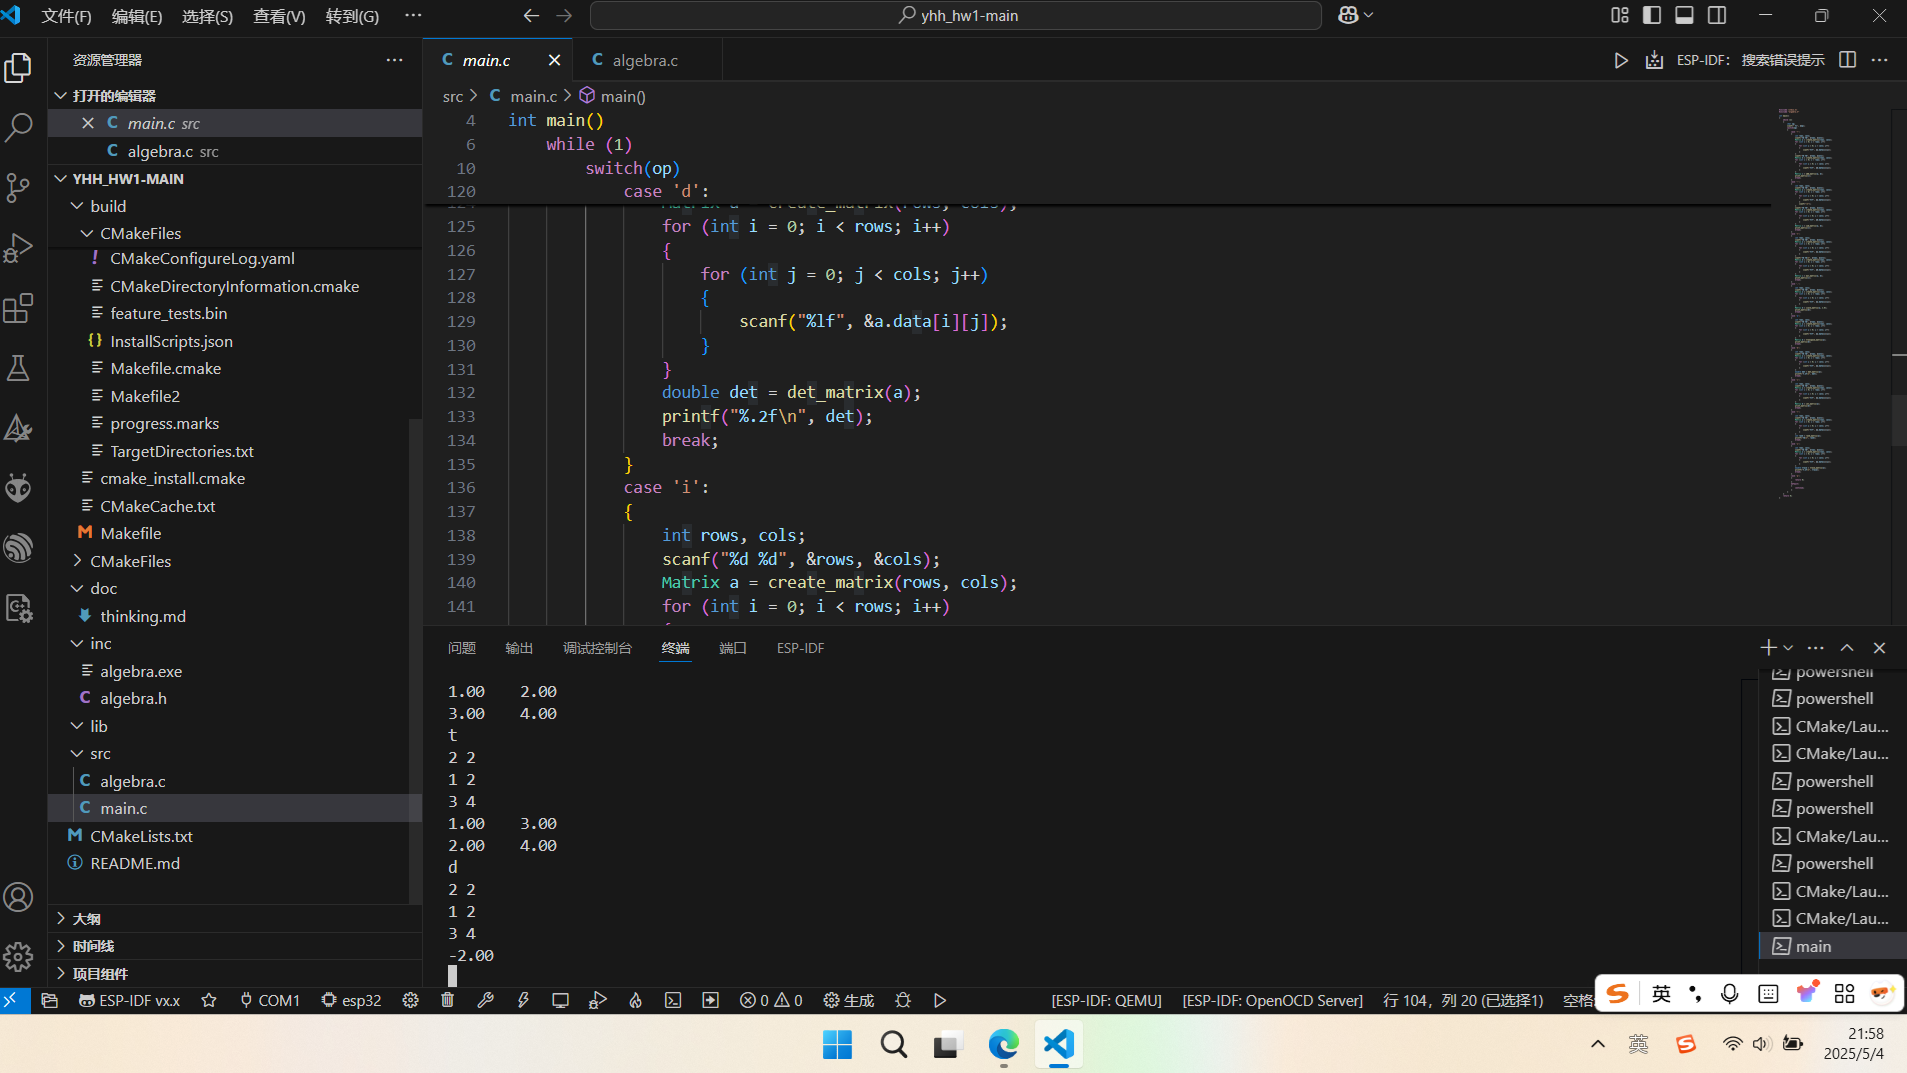 文件(F) 编辑(E) 选择(S) 查看(V) 转到(G) ··· yhh_hw1-main
资源管理器 ···
打开的编辑器
main.c src
algebra.c src
YHH_HW1-MAIN
build
CMakeFiles
CMakeConfigureLog.yaml
CMakeDirectoryInformation.cmake
feature_tests.bin
InstallScripts.json
Makefile.cmake
Makefile2
progress.marks
TargetDirectories.txt
cmake_install.cmake
CMakeCache.txt
Makefile
CMakeFiles
doc
thinking.md
inc
algebra.exe
algebra.h
lib
src
algebra.c
main.c
CMakeLists.txt
README.md
大纲
时间线
项目组件
main.c algebra.c ESP-IDF: 搜索错误提示
src > C main.c > main()
4 int main()
6 while (1)
10 switch(op)
120 case 'd':
124 Matrix a = create_matrix(rows, cols);
125 for (int i = 0; i < rows; i++)
126 {
127 for (int j = 0; j < cols; j++)
128 {
129 scanf("%lf", &a.data[i][j]);
130 }
131 }
132 double det = det_matrix(a);
133 printf("%.2f\n", det);
134 break;
135 }
136 case 'i':
137 {
138 int rows, cols;
139 scanf("%d %d", &rows, &cols);
140 Matrix a = create_matrix(rows, cols);
141 for (int i = 0; i < rows; i++)
问题 输出 调试控制台 终端 端口 ESP-IDF
1.00 2.00
3.00 4.00
t
2 2
1 2
3 4
1.00 3.00
2.00 4.00
d
2 2
1 2
3 4
-2.00
powershell
powershell
CMake/Lau...
CMake/Lau...
powershell
powershell
CMake/Lau...
powershell
CMake/Lau...
CMake/Lau...
main
ESP-IDF vx.x COM1 esp32 0 0 生成 [ESP-IDF: QEMU] [ESP-IDF: OpenOCD Server] 行 104，列 20 (已选择1) 空格
英
英
21:58
2025/5/4